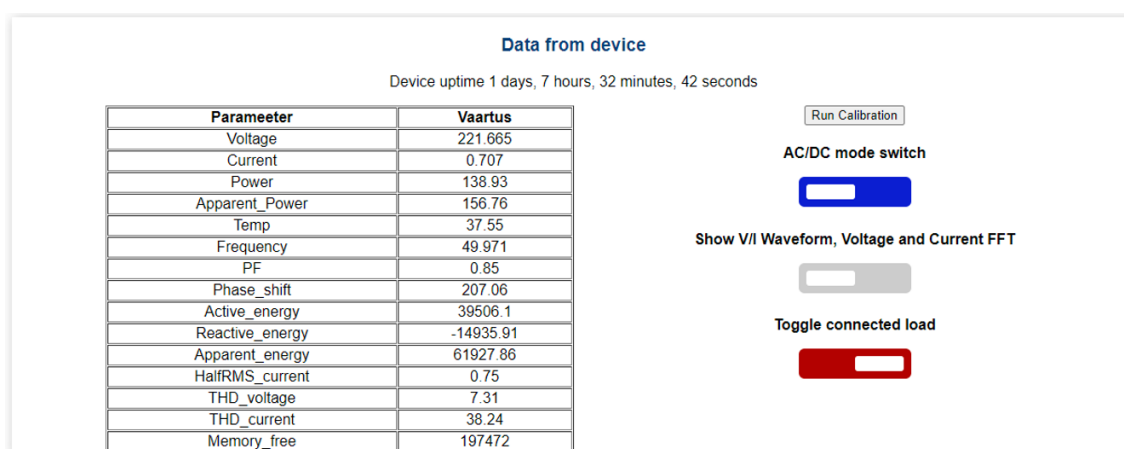 Data from device
Device uptime 1 days, 7 hours, 32 minutes, 42 seconds
Parameeter Vaartus
Voltage 221.665
Current 0.707
Power 138.93
Apparent_Power 156.76
Temp 37.55
Frequency 49.971
PF 0.85
Phase_shift 207.06
Active_energy 39506.1
Reactive_energy -14935.91
Apparent_energy 61927.86
HalfRMS_current 0.75
THD_voltage 7.31
THD_current 38.24
Memory_free 197472
Run Calibration
AC/DC mode switch
Show V/I Waveform, Voltage and Current FFT
Toggle connected load